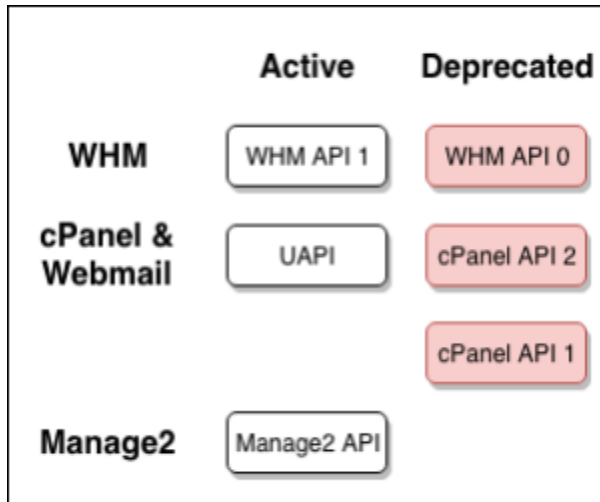 Active Deprecated
WHM WHM API 1 WHM API 0
cPanel &
Webmail UAPI cPanel API 2
cPanel API 1
Manage2 Manage2 API